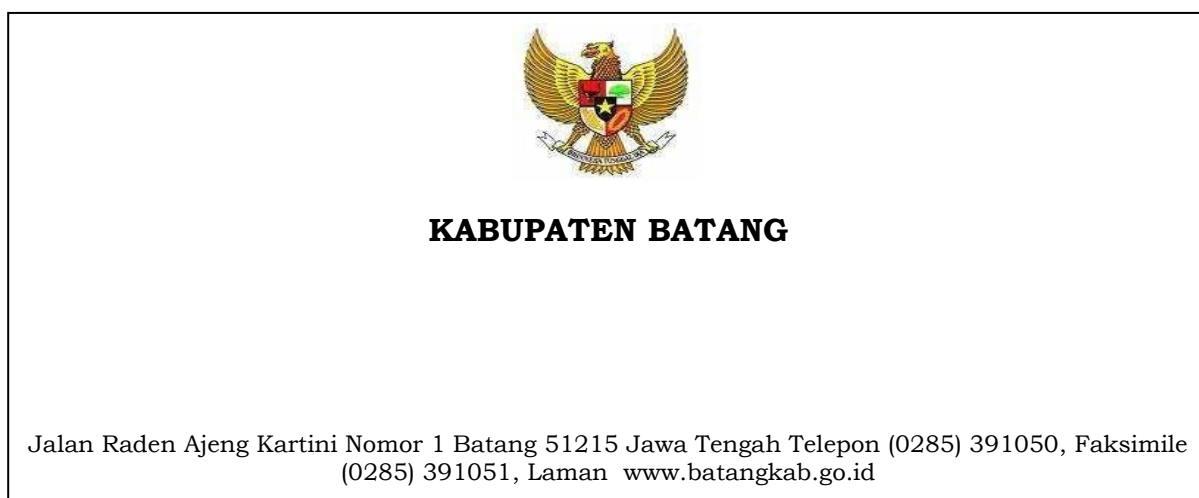 KABUPATEN BATANG
Jalan Raden Ajeng Kartini Nomor 1 Batang 51215 Jawa Tengah Telepon (0285) 391050, Faksimile
(0285) 391051, Laman  www.batangkab.go.id